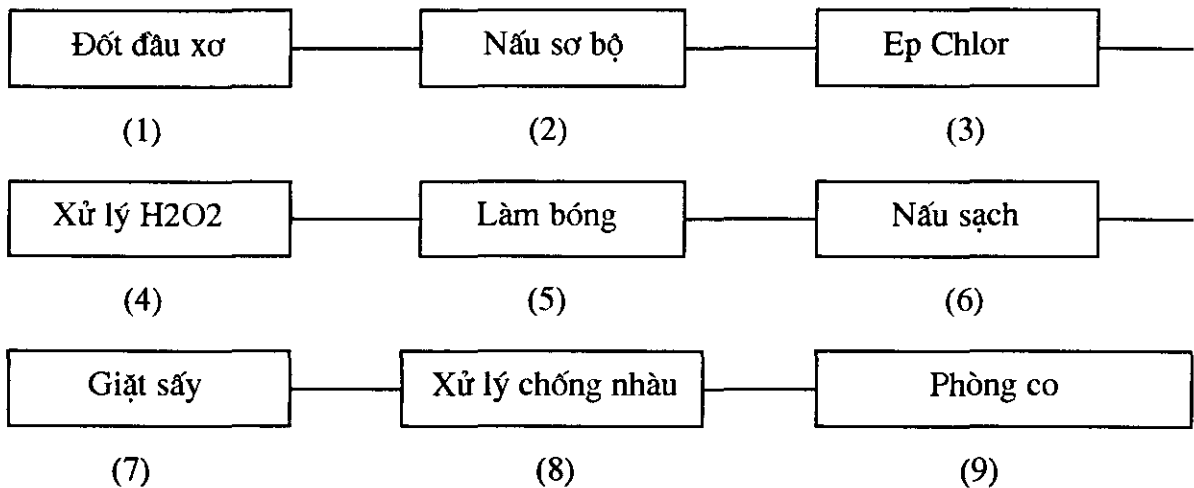 Đốt đầu xơ Nấu sơ bộ Ep Chlor
(1) (2) (3)
Xử lý H2O2 Làm bóng Nấu sạch
(4) (5) (6)
Giặt sấy Xử lý chống nhàu Phòng co
(7) (8) (9)